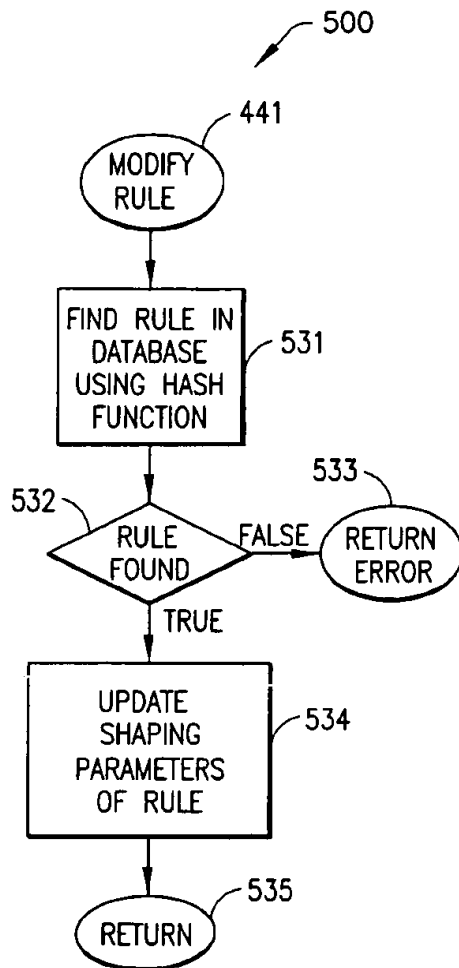 500
441
MODIFY
RULE
FIND RULE IN
DATABASE
USING HASH
FUNCTION
531
532
RULE
FOUND
FALSE
533
RETURN
ERROR
TRUE
UPDATE
SHAPING
PARAMETERS
OF RULE
534
RETURN
535